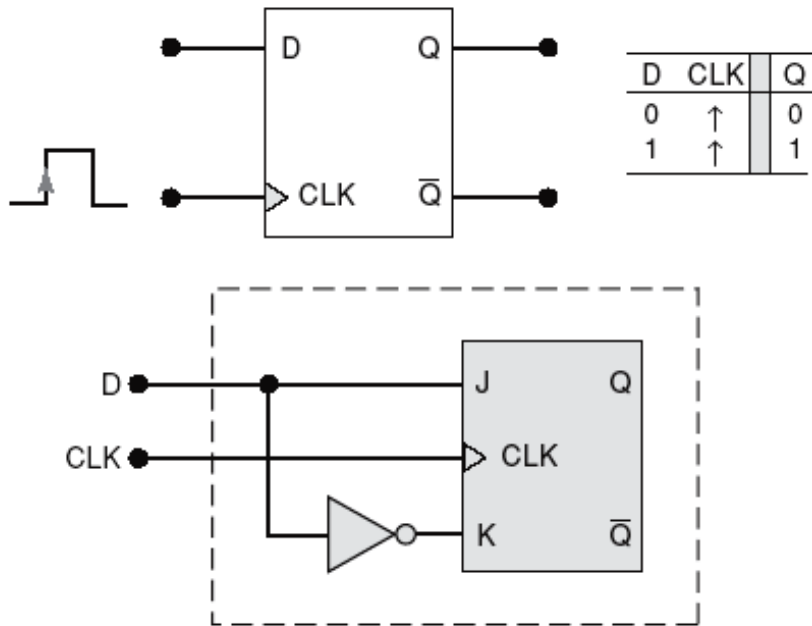 D Q
CLK Q̅
D CLK Q
0 ↑ 0
1 ↑ 1
D J Q
CLK CLK
K Q̅